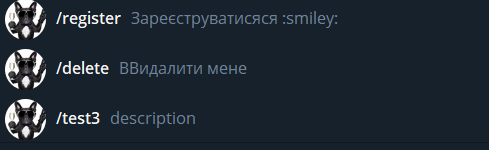 /register Зареєструватисяся :smiley:
/delete ВВидалити мене
/test3 description